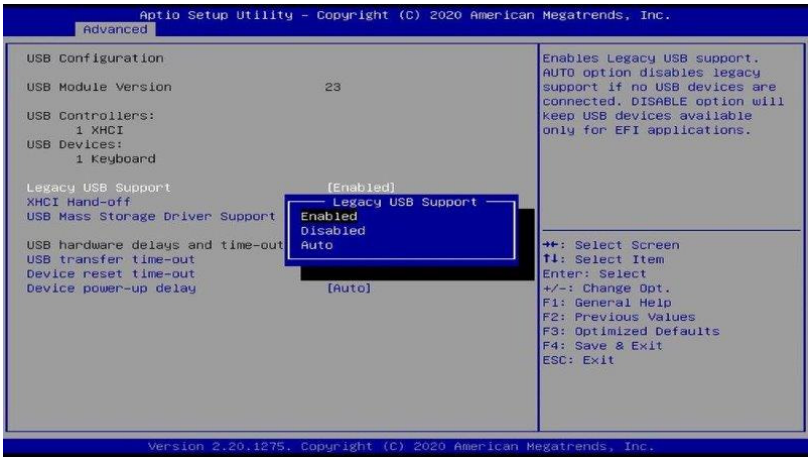 Aptio Setup Utility – Copyright (C) 2020 American Megatrends, Inc.
Advanced
USB Configuration
USB Module Version 23
USB Controllers:
1 XHCI
USB Devices:
1 Keyboard
Legacy USB Support [Enabled]
XHCI Hand-off
USB Mass Storage Driver Support
USB hardware delays and time-out
USB transfer time-out
Device reset time-out
Device power-up delay [Auto]
Legacy USB Support
Enabled
Disabled
Auto
Enables Legacy USB support.
AUTO option disables legacy
support if no USB devices are
connected. DISABLE option will
keep USB devices available
only for EFI applications.
→←: Select Screen
↑↓: Select Item
Enter: Select
+/-: Change Opt.
F1: General Help
F2: Previous Values
F3: Optimized Defaults
F4: Save & Exit
ESC: Exit
Version 2.20.1275. Copyright (C) 2020 American Megatrends, Inc.